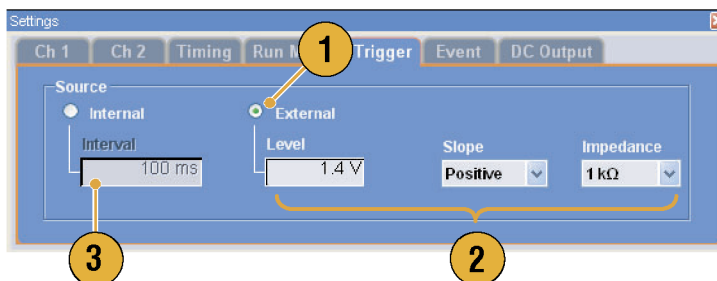 Settings
Ch 1 Ch 2 Timing Run M Trigger Event DC Output
1
Source
Internal External
Interval Level Slope Impedance
100 ms 1.4 V Positive 1 kΩ
3 2